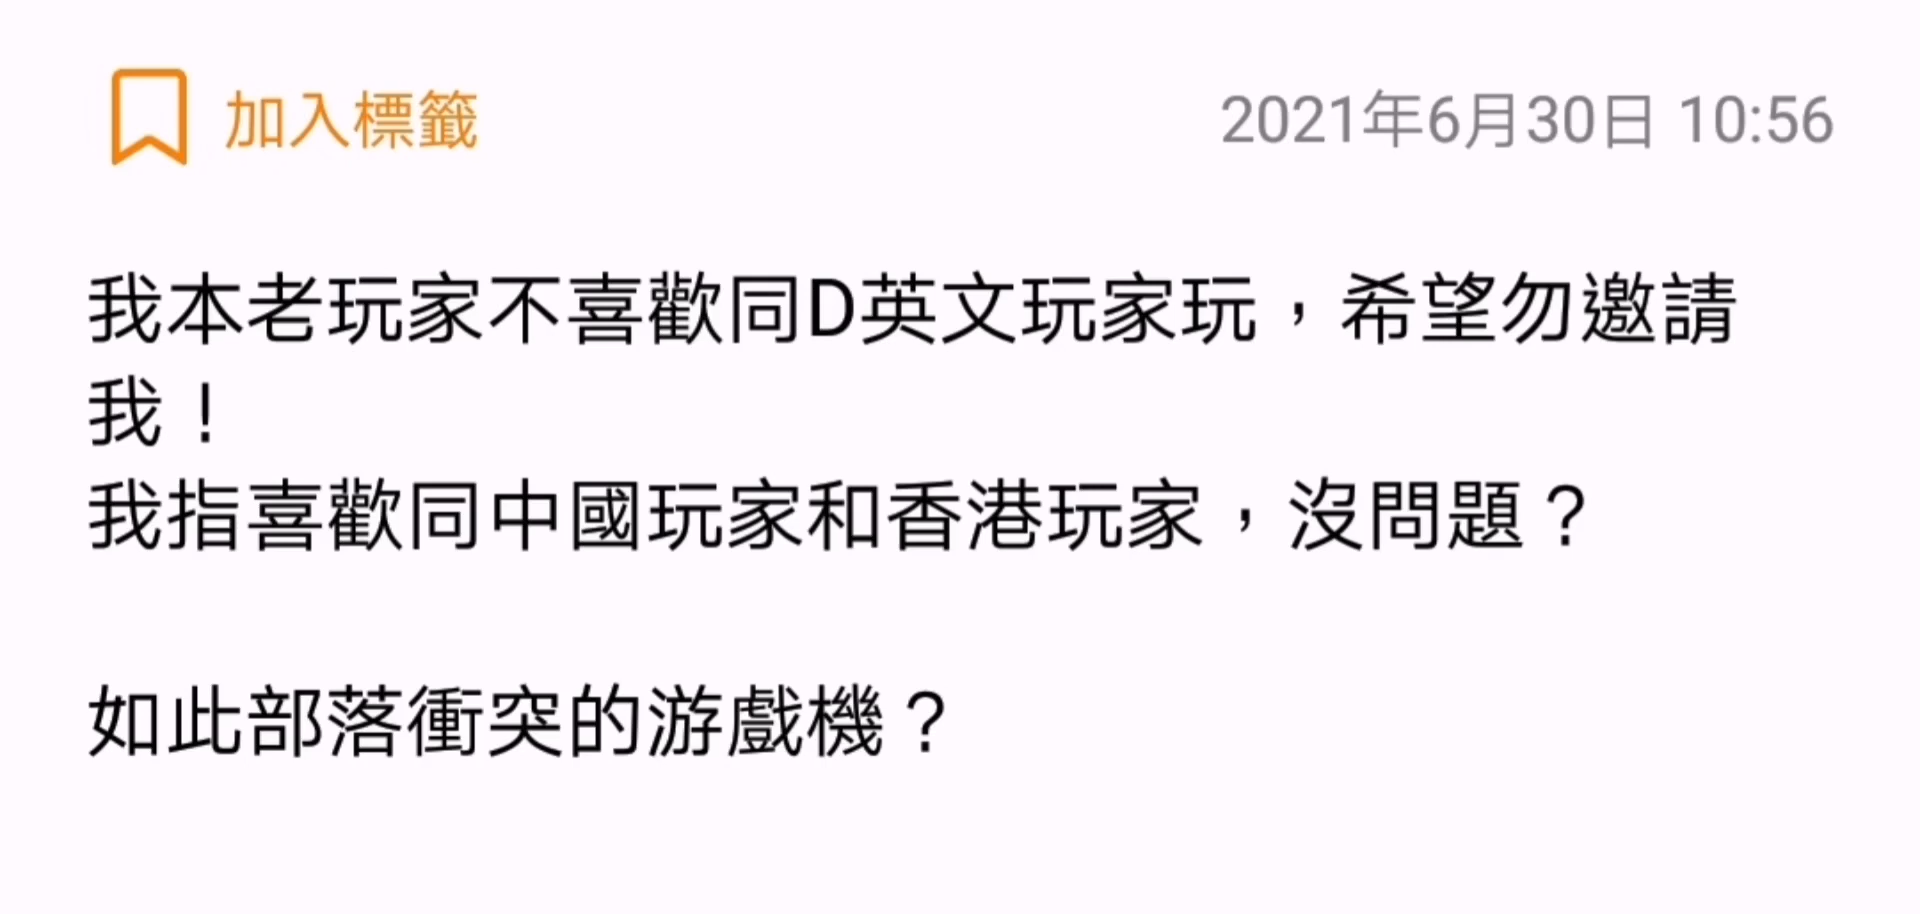 加入標籤
2021年6月30日 10:56
我本老玩家不喜歡同D英文玩家玩，希望勿邀請
我！
我指喜歡同中國玩家和香港玩家，沒問題？
如此部落衝突的游戲機？